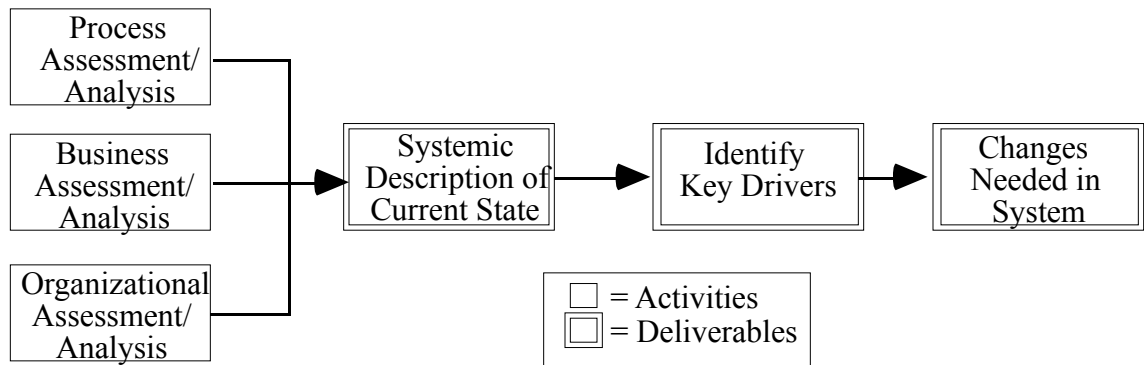 Process
Assessment/
Analysis
Business
Assessment/
Analysis
Organizational
Assessment/
Analysis
Systemic
Description of
Current State
Identify
Key Drivers
Changes
Needed in
System
= Activities
= Deliverables